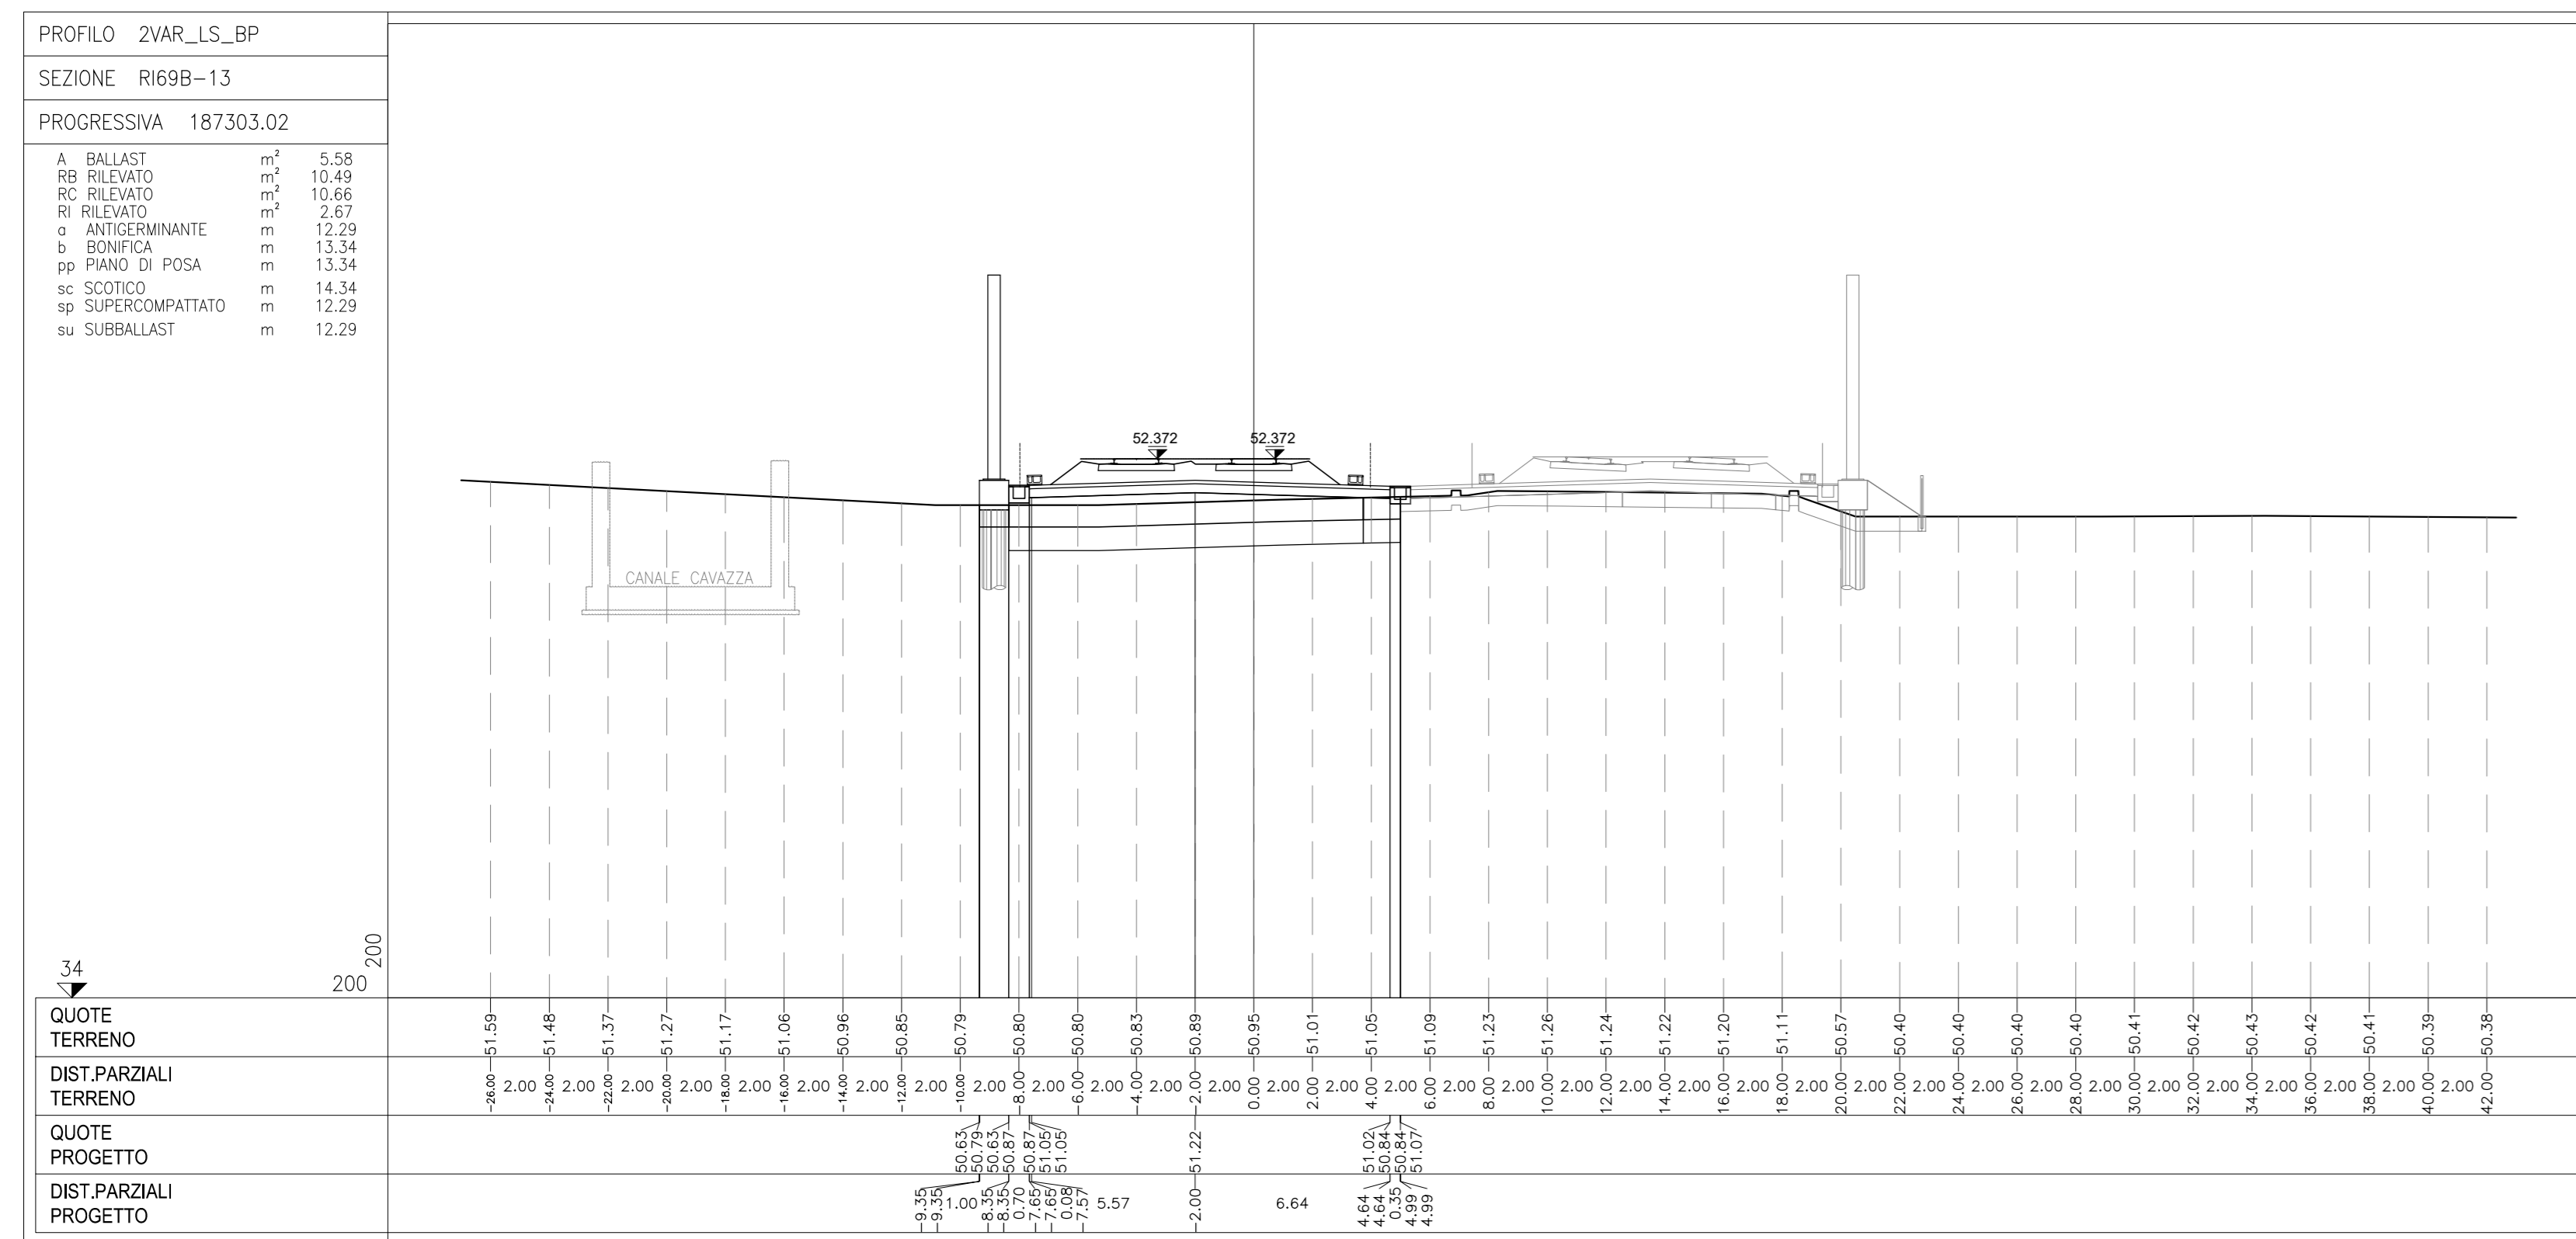 PROFILO 2VAR_LS_BP
SEZIONE RI69B-13
PROGRESSIVA 187303.02
A BALLAST m² 5.58
RB RILEVATO m² 10.49
RC RILEVATO m² 10.66
RI RILEVATO m² 2.67
a ANTIGERMINANTE m 12.29
b BONIFICA m 13.34
pp PIANO DI POSA m 13.34
sc SCOTICO m 14.34
sp SUPERCOMPATTATO m 12.29
su SUBBALLAST m 12.29
52.372 52.372
CANALE CAVAZZA
34 200 200
QUOTE TERRENO
51.59 51.48 51.37 51.27 51.17 51.06 50.96 50.85 50.79 50.80 50.80 50.83 50.89 50.95 51.01 51.05 51.09 51.23 51.26 51.24 51.22 51.20 51.11 50.57 50.40 50.40 50.40 50.40 50.41 50.42 50.43 50.42 50.41 50.39 50.38
DIST.PARZIALI TERRENO
-26.00 2.00 -24.00 2.00 -22.00 2.00 -20.00 2.00 -18.00 2.00 -16.00 2.00 -14.00 2.00 -12.00 2.00 -10.00 2.00 -8.00 2.00 -6.00 2.00 -4.00 2.00 -2.00 2.00 0.00 2.00 2.00 2.00 4.00 2.00 6.00 2.00 8.00 2.00 10.00 2.00 12.00 2.00 14.00 2.00 16.00 2.00 18.00 2.00 20.00 2.00 22.00 2.00 24.00 2.00 26.00 2.00 28.00 2.00 30.00 2.00 32.00 2.00 34.00 2.00 36.00 2.00 38.00 2.00 40.00 2.00 42.00
QUOTE PROGETTO
50.63 50.79 50.63 50.87 50.87 51.05 51.05 51.22 51.02 50.84 50.84 51.07
DIST.PARZIALI PROGETTO
-9.35 -9.35 1.00 -8.35 -8.35 0.70 -7.65 -7.65 0.08 -7.57 5.57 -2.00 6.64 4.64 4.64 0.35 4.99 4.99